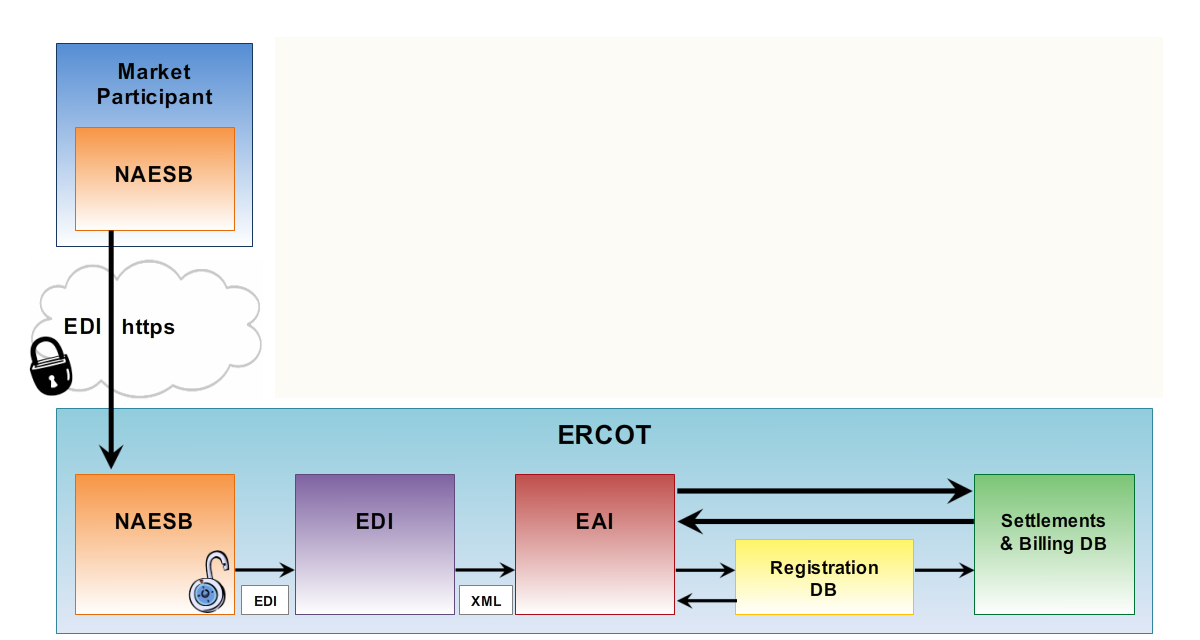 Market
Participant
NAESB
EDI https
ERCOT
NAESB
EDI
EAI
Settlements
& Billing DB
Registration
DB
EDI
XML